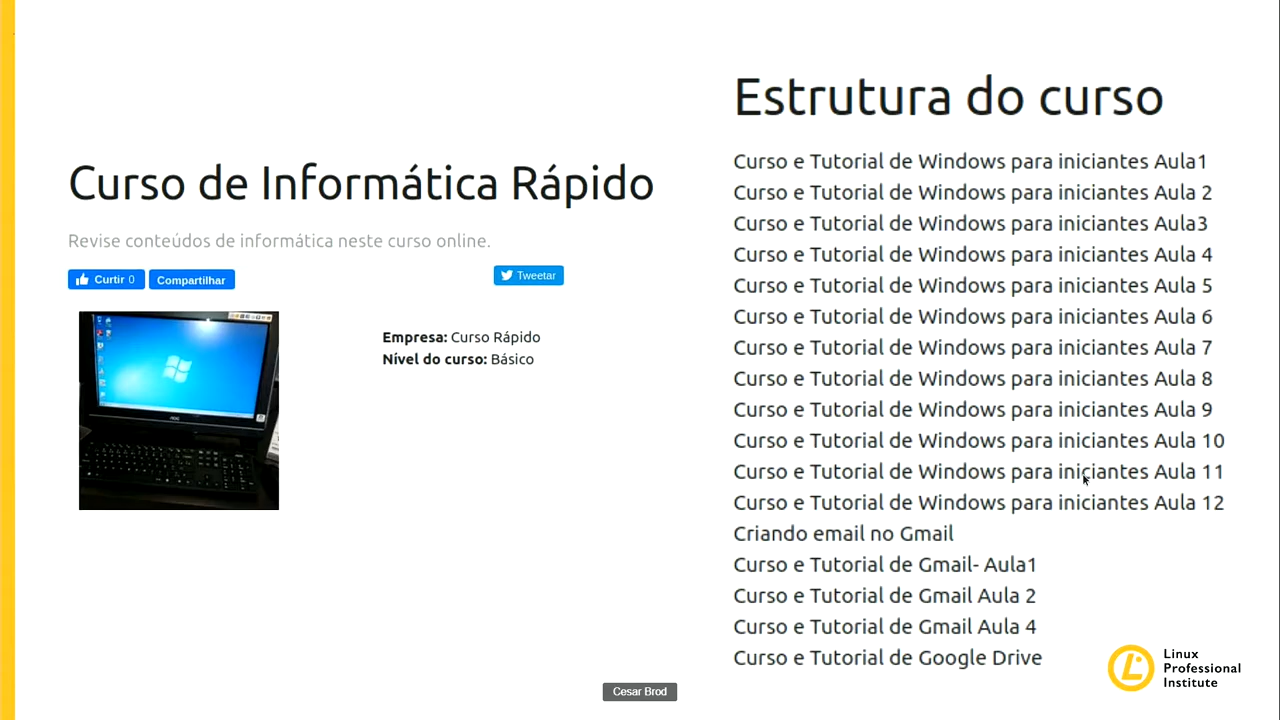 Curso de Informática Rápido
Revise conteúdos de informática neste curso online.
Curtir 0
Compartilhar
Tweetar
Empresa: Curso Rápido
Nível do curso: Básico
Estrutura do curso
Curso e Tutorial de Windows para iniciantes Aula1
Curso e Tutorial de Windows para iniciantes Aula 2
Curso e Tutorial de Windows para iniciantes Aula3
Curso e Tutorial de Windows para iniciantes Aula 4
Curso e Tutorial de Windows para iniciantes Aula 5
Curso e Tutorial de Windows para iniciantes Aula 6
Curso e Tutorial de Windows para iniciantes Aula 7
Curso e Tutorial de Windows para iniciantes Aula 8
Curso e Tutorial de Windows para iniciantes Aula 9
Curso e Tutorial de Windows para iniciantes Aula 10
Curso e Tutorial de Windows para iniciantes Aula 11
Curso e Tutorial de Windows para iniciantes Aula 12
Criando email no Gmail
Curso e Tutorial de Gmail- Aula1
Curso e Tutorial de Gmail Aula 2
Curso e Tutorial de Gmail Aula 4
Curso e Tutorial de Google Drive
Linux
Professional
Institute
Cesar Brod